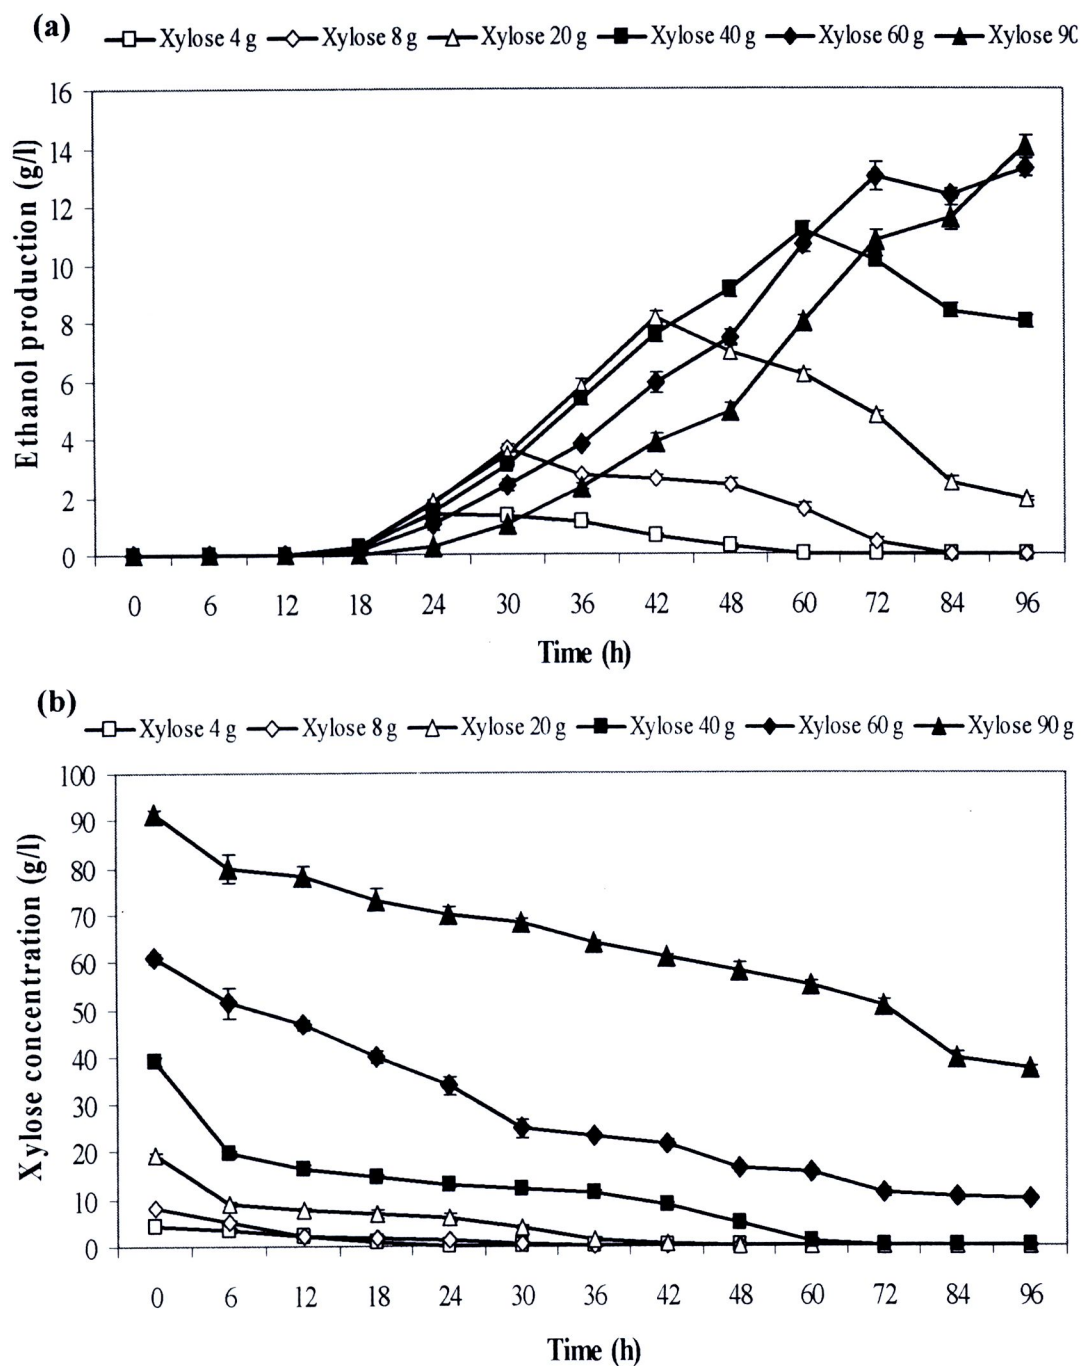 (a)
Xylose 4 g Xylose 8 g Xylose 20 g Xylose 40 g Xylose 60 g Xylose 90
16
14
12
10
8
6
4
2
0
Ethanol production (g/l)
0 6 12 18 24 30 36 42 48 60 72 84 96
Time (h)
(b)
Xylose 4 g Xylose 8 g Xylose 20 g Xylose 40 g Xylose 60 g Xylose 90 g
100
90
80
70
60
50
40
30
20
10
0
Xylose concentration (g/l)
0 6 12 18 24 30 36 42 48 60 72 84 96
Time (h)